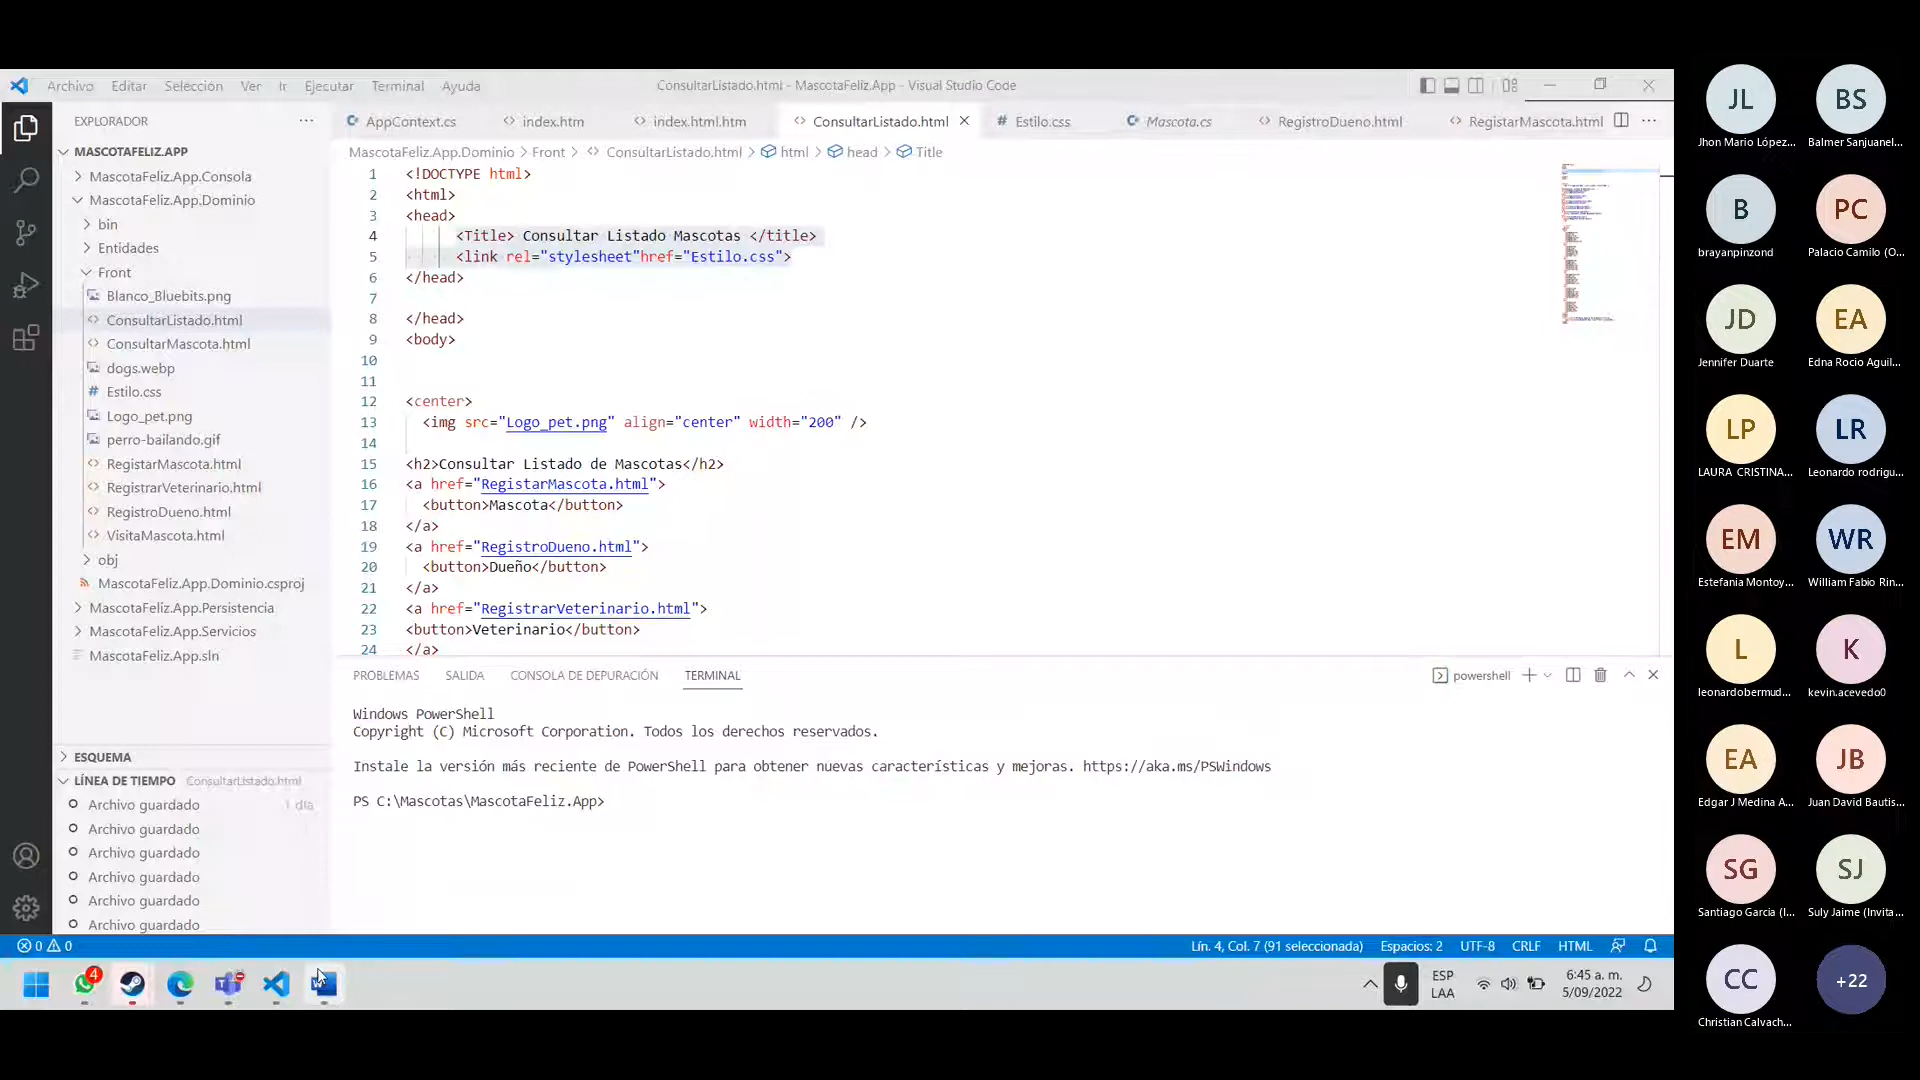 Archivo Editar Selección Ver Ir Ejecutar Terminal Ayuda
ConsultarListado.html - MascotaFeliz.App - Visual Studio Code
EXPLORADOR
AppContext.cs index.htm index.html.htm ConsultarListado.html Estilo.css Mascota.cs RegistroDueno.html RegistarMascota.html
MascotaFeliz.App.Dominio > Front > ConsultarListado.html > html > head > Title
MASCOTAFELIZ.APP
MascotaFeliz.App.Consola
MascotaFeliz.App.Dominio
bin
Entidades
Front
Blanco_Bluebits.png
ConsultarListado.html
ConsultarMascota.html
dogs.webp
Estilo.css
Logo_pet.png
perro-bailando.gif
RegistarMascota.html
RegistrarVeterinario.html
RegistroDueno.html
VisitaMascota.html
obj
MascotaFeliz.App.Dominio.csproj
MascotaFeliz.App.Persistencia
MascotaFeliz.App.Servicios
MascotaFeliz.App.sln
ESQUEMA
LÍNEA DE TIEMPO ConsultarListado.html
Archivo guardado 1 día
Archivo guardado
Archivo guardado
Archivo guardado
Archivo guardado
Archivo guardado
1 <!DOCTYPE html>
2 <html>
3 <head>
4 <Title> Consultar Listado Mascotas </title>
5 <link rel="stylesheet"href="Estilo.css">
6 </head>
7
8 </head>
9 <body>
10
11
12 <center>
13 <img src="Logo_pet.png" align="center" width="200" />
14
15 <h2>Consultar Listado de Mascotas</h2>
16 <a href="RegistarMascota.html">
17 <button>Mascota</button>
18 </a>
19 <a href="RegistroDueno.html">
20 <button>Dueño</button>
21 </a>
22 <a href="RegistrarVeterinario.html">
23 <button>Veterinario</button>
24 </a>
PROBLEMAS SALIDA CONSOLA DE DEPURACIÓN TERMINAL
powershell
Windows PowerShell
Copyright (C) Microsoft Corporation. Todos los derechos reservados.
Instale la versión más reciente de PowerShell para obtener nuevas características y mejoras. https://aka.ms/PSWindows
PS C:\Mascotas\MascotaFeliz.App>
0 0
Lín. 4, Col. 7 (91 seleccionada) Espacios: 2 UTF-8 CRLF HTML
4
ESP
LAA
6:45 a. m.
5/09/2022
JL BS
Jhon Mario López... Balmer Sanjuanel...
B PC
brayanpinzond Palacio Camilo (O...
JD EA
Jennifer Duarte Edna Rocio Aguil...
LP LR
LAURA CRISTINA... Leonardo rodrigu...
EM WR
Estefania Montoy... William Fabio Rin...
L K
leonardobermud... kevin.acevedo0
EA JB
Edgar J Medina A... Juan David Bautis...
SG SJ
Santiago Garcia (I... Suly Jaime (Invita...
CC +22
Christian Calvach...